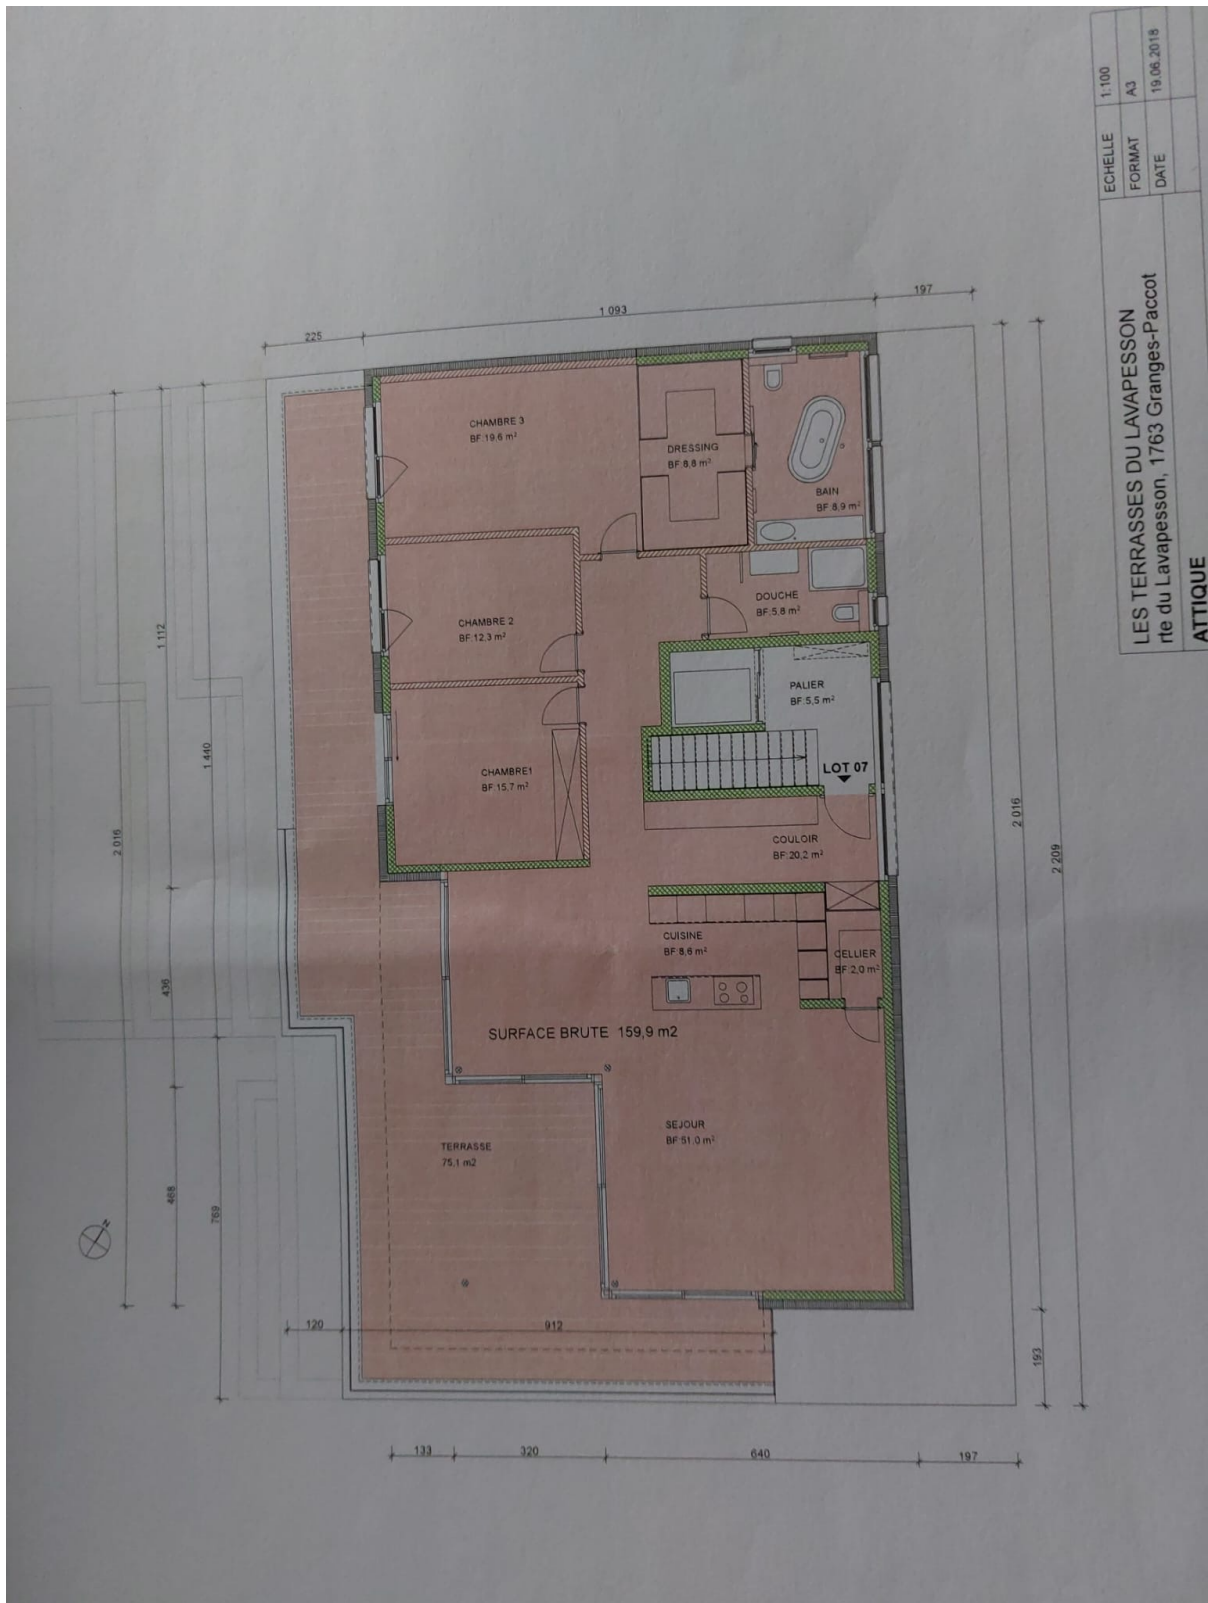 ECHELLE 1:100
FORMAT A3
DATE 19.06.2018
LES TERRASSES DU LAVAPESSON
rte du Lavapesson, 1763 Granges-Paccot
ATTIQUE
225
1 093
197
CHAMBRE 3
BF:19,6 m²
DRESSING
BF:8,8 m²
BAIN
BF:8,9 m²
CHAMBRE 2
BF:12,3 m²
DOUCHE
BF:5,8 m²
PALIER
BF:5,5 m²
CHAMBRE1
BF:15,7 m²
LOT 07
COULOIR
BF:20,2 m²
CUISINE
BF:8,6 m²
CELLIER
BF:2,0 m²
SURFACE BRUTE 159,9 m2
SEJOUR
BF:51,0 m²
TERRASSE
75,1 m2
N
2 016
1 112
1 440
436
468
769
2 016
2 209
193
120
912
133
320
640
197